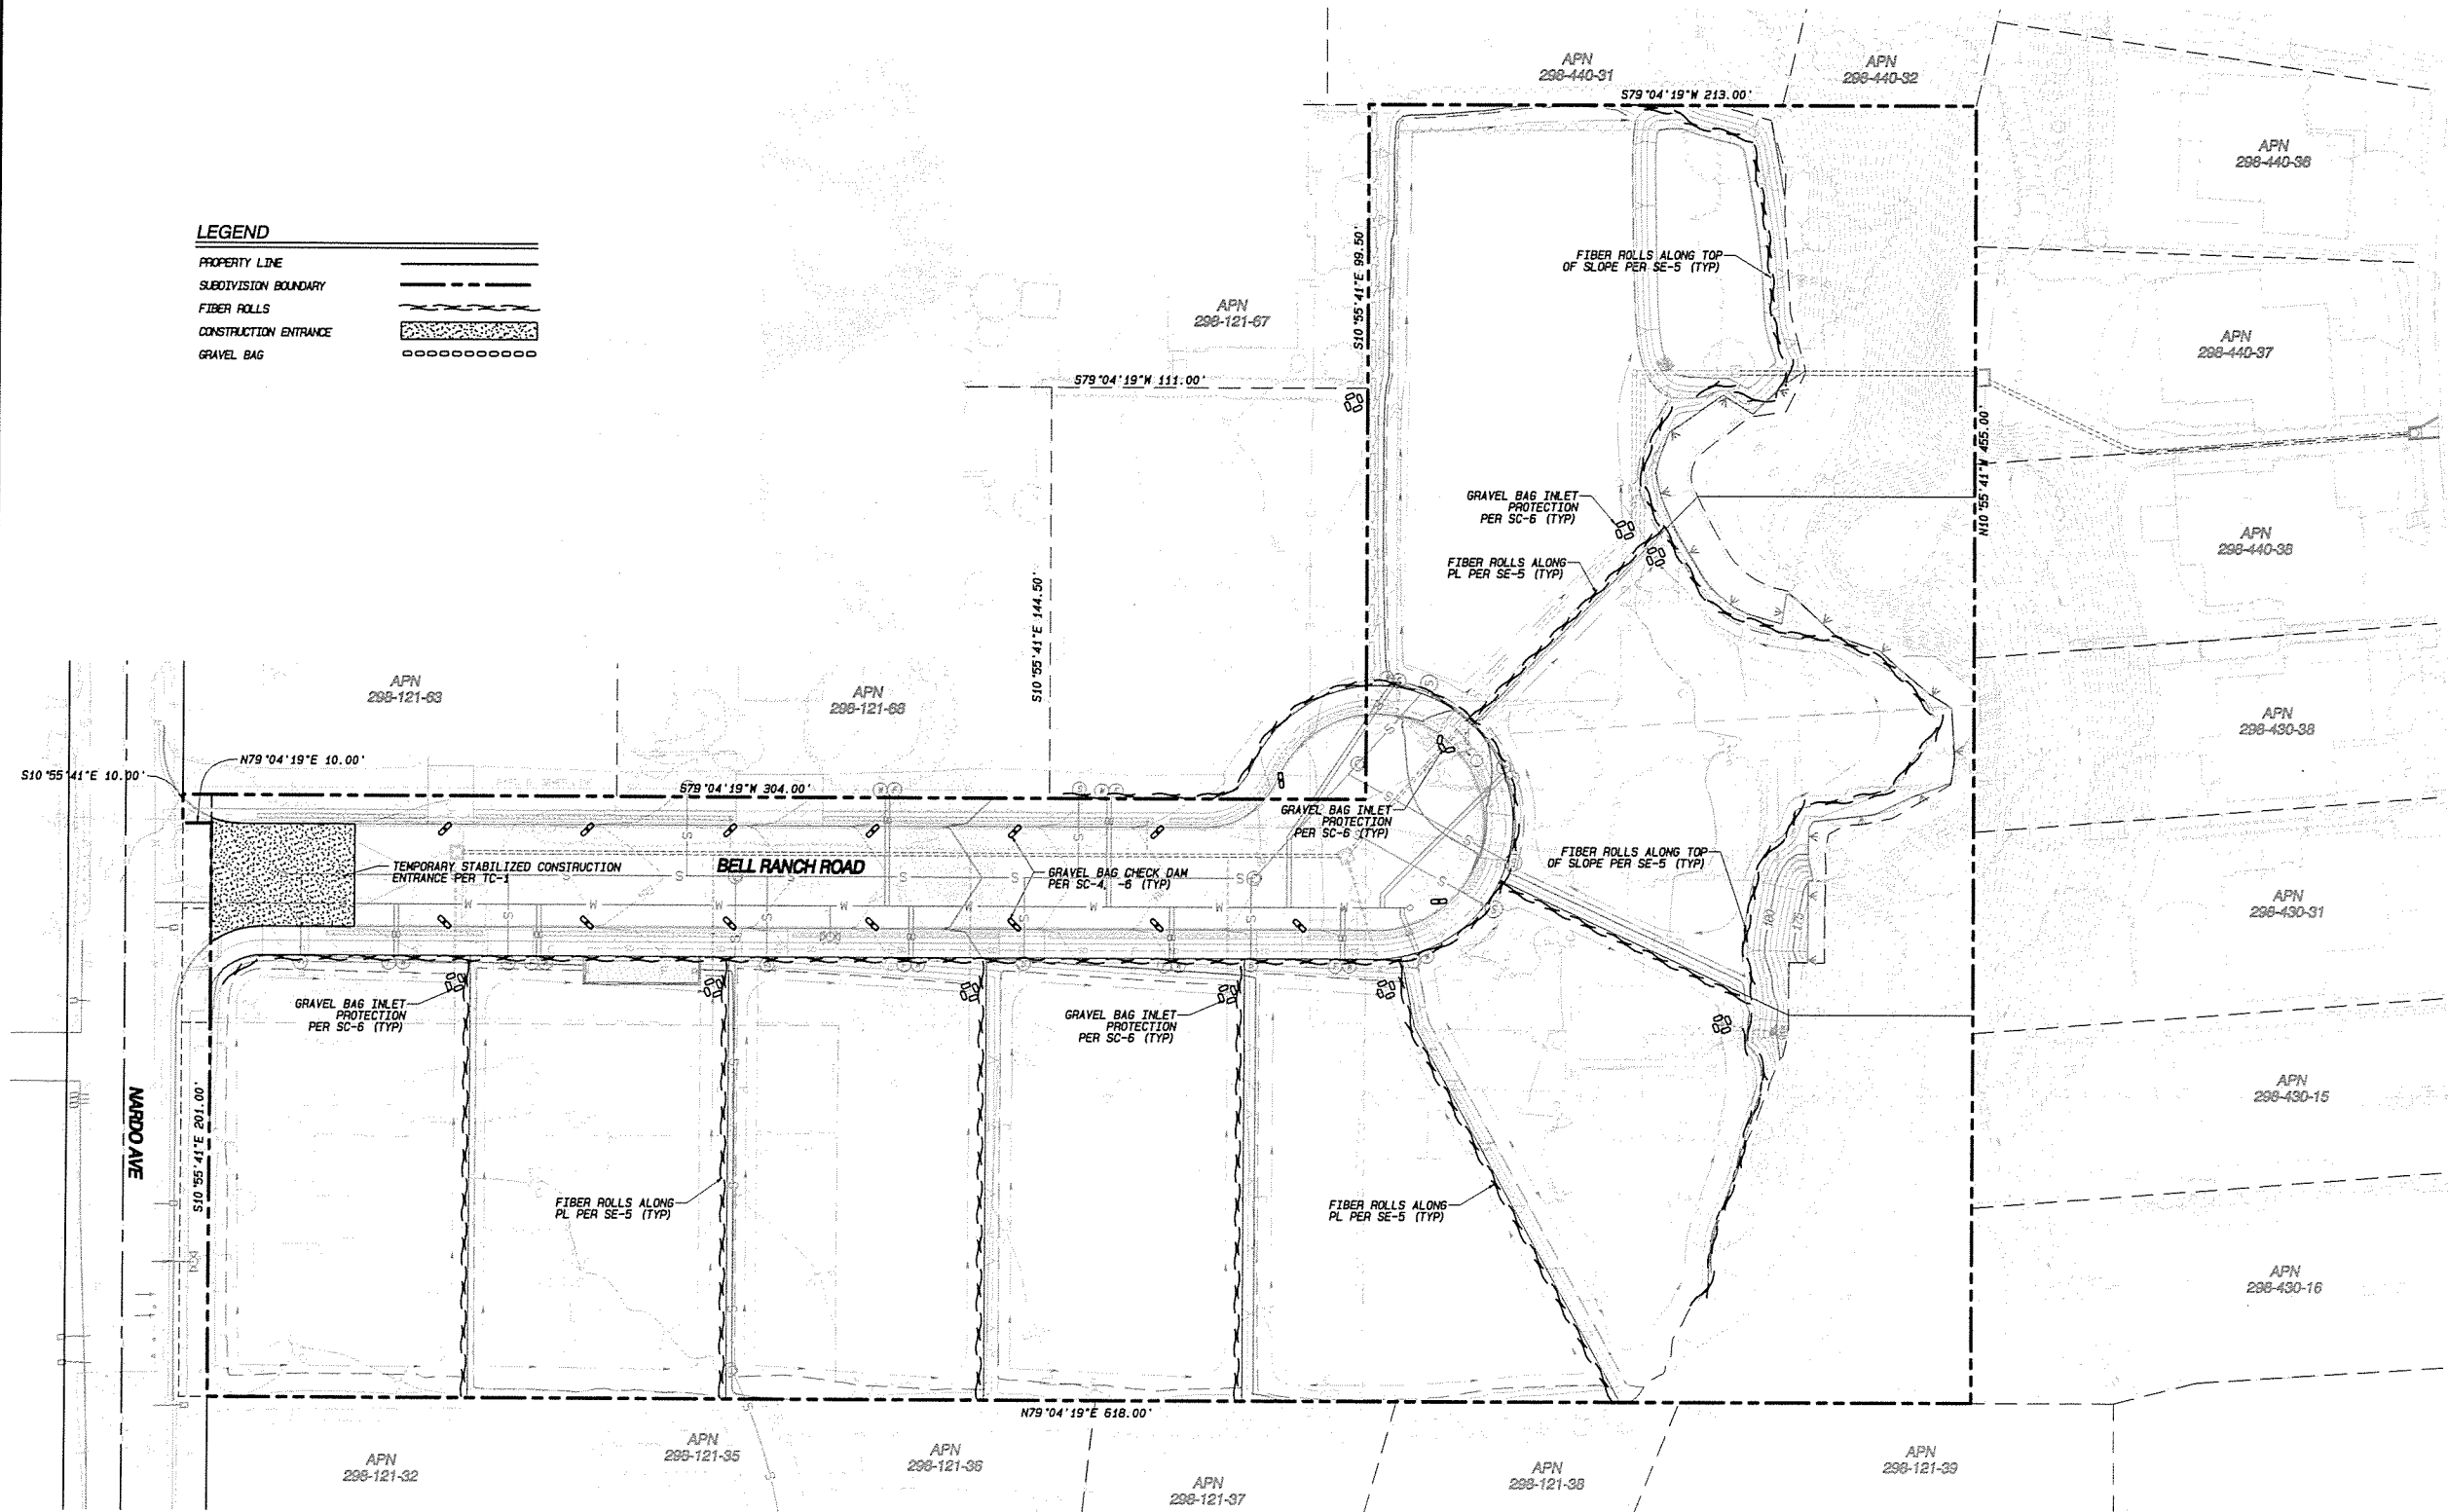 APN
298-440-31
APN
298-440-32
S79°04'19"W 213.00'
APN
298-440-36
LEGEND
PROPERTY LINE
SUBDIVISION BOUNDARY
FIBER ROLLS
CONSTRUCTION ENTRANCE
GRAVEL BAG
S10°55'41"E 99.50'
FIBER ROLLS ALONG TOP
OF SLOPE PER SE-5 (TYP)
APN
298-121-67
APN
298-440-37
S79°04'19"W 111.00'
N10°55'41"W 455.00'
GRAVEL BAG INLET
PROTECTION
PER SC-6 (TYP)
APN
298-440-38
FIBER ROLLS ALONG
PL PER SE-5 (TYP)
S10°55'41"E 144.50'
APN
298-121-63
APN
298-121-68
APN
298-430-38
N79°04'19"E 10.00'
S10°55'41"E 10.00'
S79°04'19"W 304.00'
GRAVEL BAG INLET
PROTECTION
PER SC-6 (TYP)
TEMPORARY STABILIZED CONSTRUCTION
ENTRANCE PER TC-1
BELL RANCH ROAD
GRAVEL BAG CHECK DAM
PER SC-4, -6 (TYP)
FIBER ROLLS ALONG TOP
OF SLOPE PER SE-5 (TYP)
APN
298-430-31
180
170
GRAVEL BAG INLET
PROTECTION
PER SC-6 (TYP)
GRAVEL BAG INLET
PROTECTION
PER SC-6 (TYP)
NARDO AVE
S10°55'41"E 201.00'
APN
298-430-15
FIBER ROLLS ALONG
PL PER SE-5 (TYP)
FIBER ROLLS ALONG
PL PER SE-5 (TYP)
APN
298-430-16
N79°04'19"E 618.00'
APN
298-121-32
APN
298-121-35
APN
298-121-36
APN
298-121-37
APN
298-121-38
APN
298-121-39